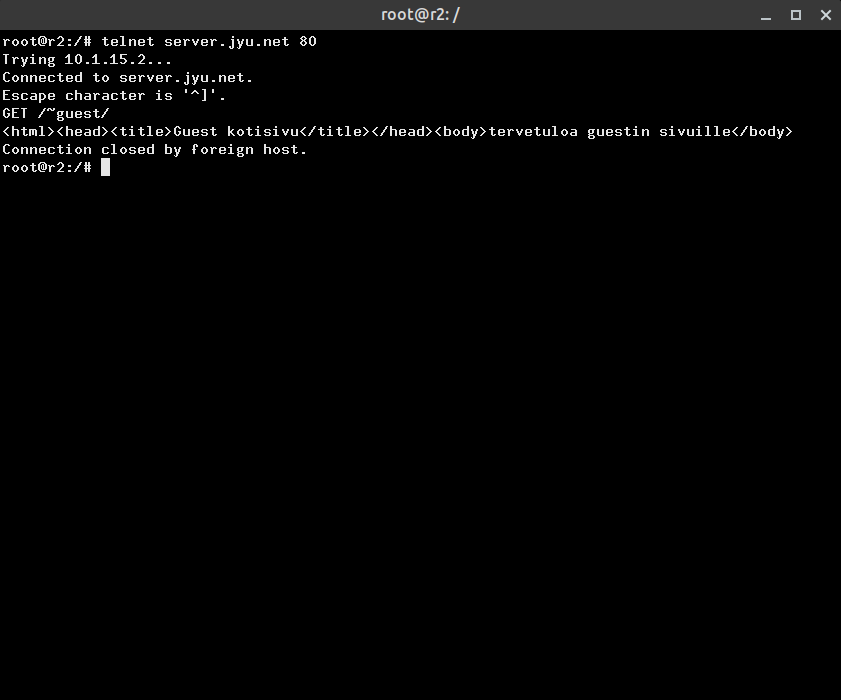 root@r2: /
root@r2:/# telnet server.jyu.net 80
Trying 10.1.15.2...
Connected to server.jyu.net.
Escape character is '^]'.
GET /~guest/
<html><head><title>Guest kotisivu</title></head><body>tervetuloa guestin sivuille</body>
Connection closed by foreign host.
root@r2:/#